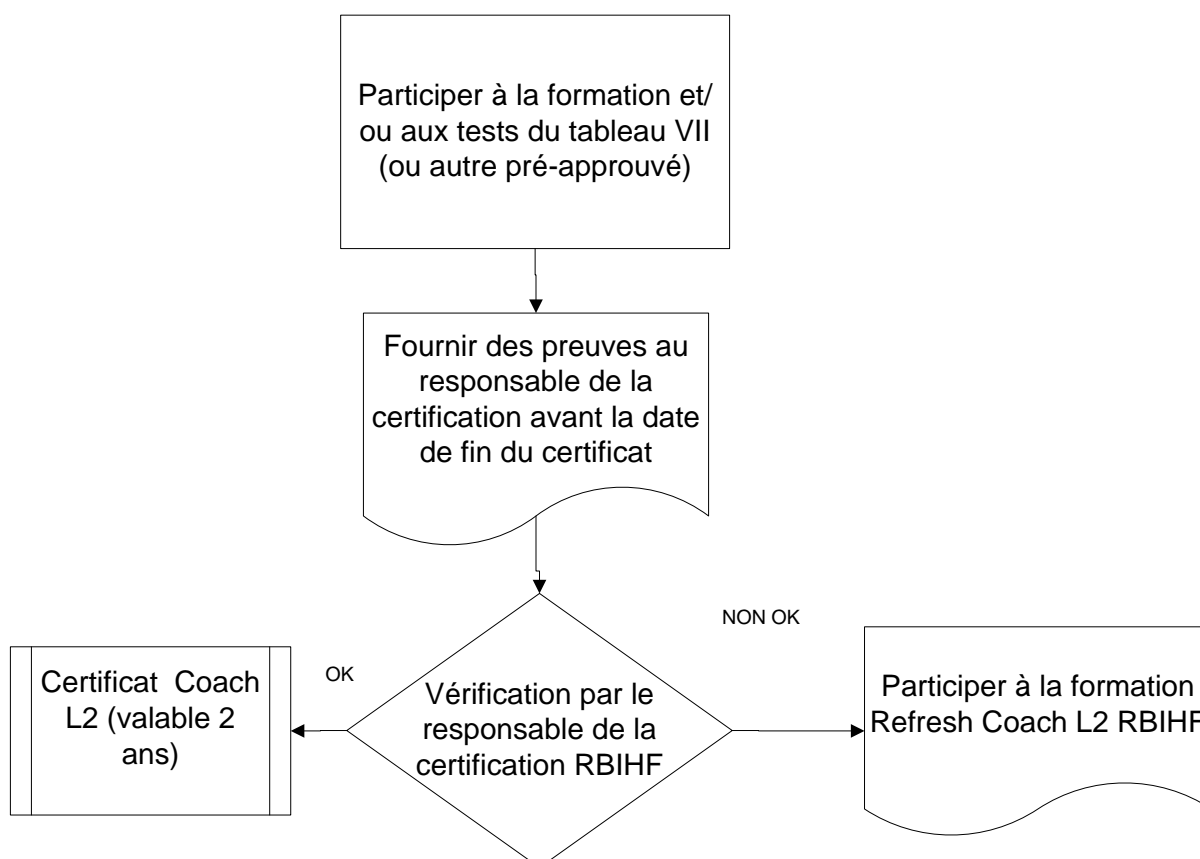 Participer à la formation et/
ou aux tests du tableau VII
(ou autre pré-approuvé)
Fournir des preuves au
responsable de la
certification avant la date
de fin du certificat
NON OK
OK
Certificat  Coach
L2 (valable 2
ans)
Vérification par le
responsable de la
certification RBIHF
Participer à la formation
Refresh Coach L2 RBIHF